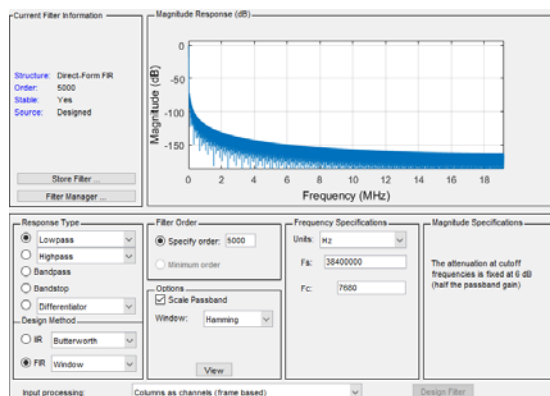 Current Filter Information
Structure: Direct-Form FIR
Order: 5000
Stable: Yes
Source: Designed
Store Filter ...
Filter Manager ...
Magnitude Response (dB)
Magnitude (dB)
0
-50
-100
-150
0 2 4 6 8 10 12 14 16 18
Frequency (MHz)
Response Type
Lowpass
Highpass
Bandpass
Bandstop
Differentiator
Design Method
IIR Butterworth
FIR Window
Filter Order
Specify order: 5000
Minimum order
Options
Scale Passband
Window: Hamming
View
Frequency Specifications
Units: Hz
Fs: 38400000
Fc: 7680
Magnitude Specifications
The attenuation at cutoff
frequencies is fixed at 6 dB
(half the passband gain)
Input processing: Columns as channels (frame based)
Design Filter